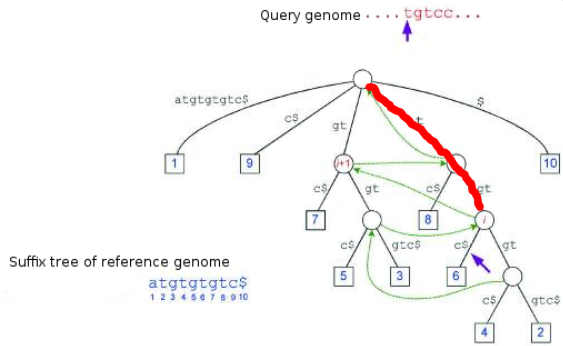 Query genome ....tgtcc...
atgtgtgtc$
c$
gt
t
$
1
9
i+1
10
c$
gt
c$
gt
7
8
i
c$
gtc$
c$
gt
Suffix tree of reference genome
5
3
6
atgtgtgtc$
1 2 3 4 5 6 7 8 9 10
c$
gtc$
4
2